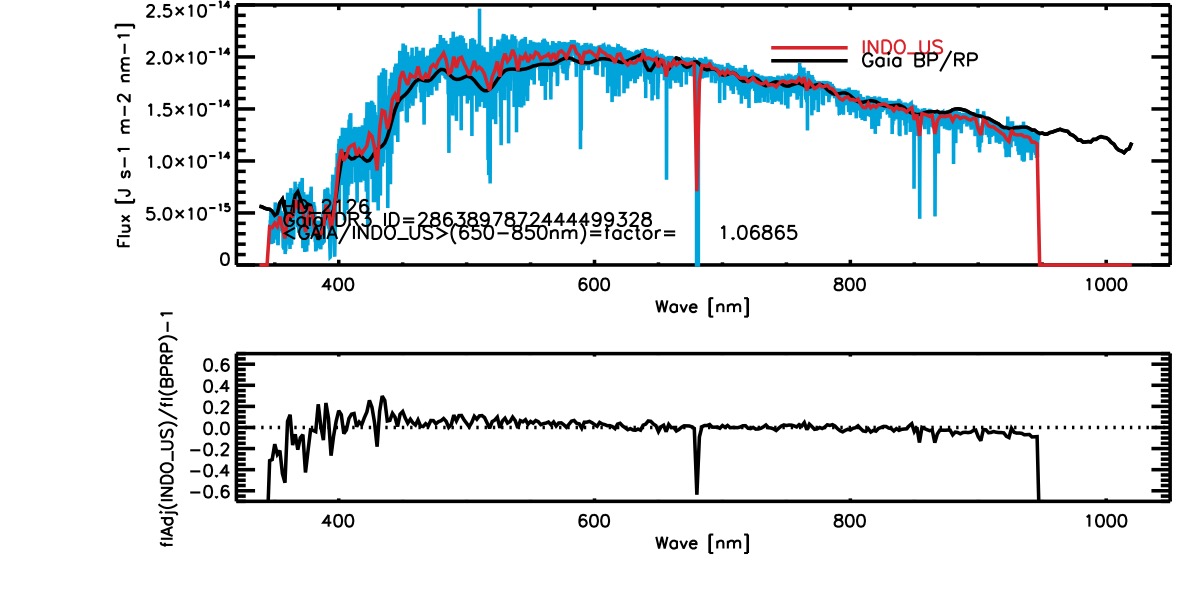 2.5×10⁻¹⁴
2.0×10⁻¹⁴
1.5×10⁻¹⁴
1.0×10⁻¹⁴
5.0×10⁻¹⁵
0
Flux [J s−1 m−2 nm−1]
INDO_US
Gaia BP/RP
HD_2126
Gaia DR3 ID=2863897872444499328
<GAIA/INDO_US>(650−850nm)=factor= 1.06865
400 600 800 1000
Wave [nm]
flAdj(INDO_US)/fl(BPRP)−1
0.6
0.4
0.2
0.0
−0.2
−0.4
−0.6
400 600 800 1000
Wave [nm]